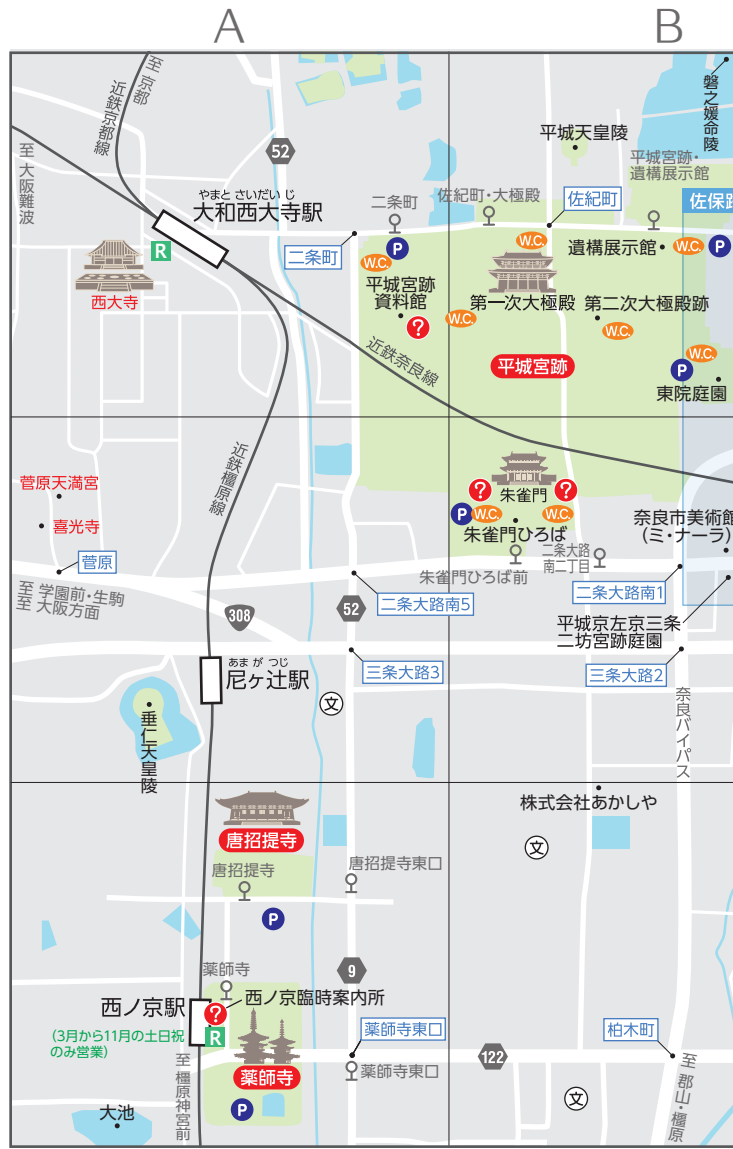 A
B
至 京都
近鉄京都線
52
磐之媛命陵
平城天皇陵
平城宮跡・
遺構展示館
至 大阪難波
やまと さいだい じ
大和西大寺駅
二条町
佐紀町・大極殿
佐紀町
佐保路
R
二条町
P
W.C.
W.C.
遺構展示館
W.C.
P
西大寺
平城宮跡
資料館
?
第一次大極殿
W.C.
第二次大極殿跡
W.C.
近鉄奈良線
平城宮跡
W.C.
P
東院庭園
近鉄橿原線
菅原天満宮
喜光寺
菅原
?
朱雀門
?
P
W.C.
W.C.
朱雀門ひろば
奈良市美術館
(ミ・ナーラ)
朱雀門ひろば前
二条大路
南二丁目
至 学園前・生駒
至 大阪方面
308
52
二条大路南5
二条大路南1
平城京左京三条
二坊宮跡庭園
あま が つじ
尼ヶ辻駅
三条大路3
三条大路2
文
垂仁天皇陵
奈良バイパス
株式会社あかしや
文
唐招提寺
唐招提寺
唐招提寺東口
P
薬師寺
9
西ノ京駅
?
西ノ京臨時案内所
R
(3月から11月の土日祝
のみ営業)
薬師寺東口
122
柏木町
薬師寺
薬師寺東口
至 橿原神宮前
至 郡山・橿原
P
文
大池